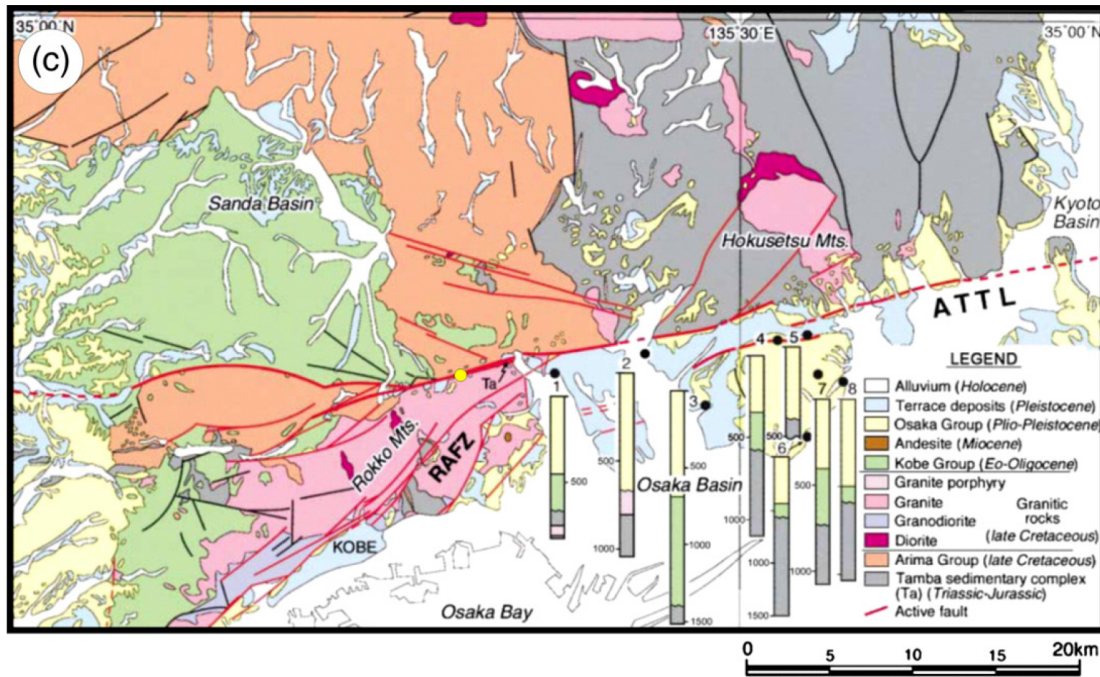 35°00'N
135°30'E
35°00'N
(c)
Sanda Basin
Kyoto
Basin
Hokusetsu Mts.
ATTL
Ta
Rokko Mts.
RAFZ
KOBE
Osaka Bay
Osaka Basin
1
500
2
500
1000
3
500
1000
1500
4
500
1000
5
500
6
1000
1500
7
1000
8
LEGEND
Alluvium (Holocene)
Terrace deposits (Pleistocene)
Osaka Group (Plio-Pleistocene)
Andesite (Miocene)
Kobe Group (Eo-Oligocene)
Granite porphyry
Granite
Granodiorite
Diorite
Granitic
rocks
(late Cretaceous)
Arima Group (late Cretaceous)
Tamba sedimentary complex
(Ta) (Triassic-Jurassic)
Active fault
0 5 10 15 20km